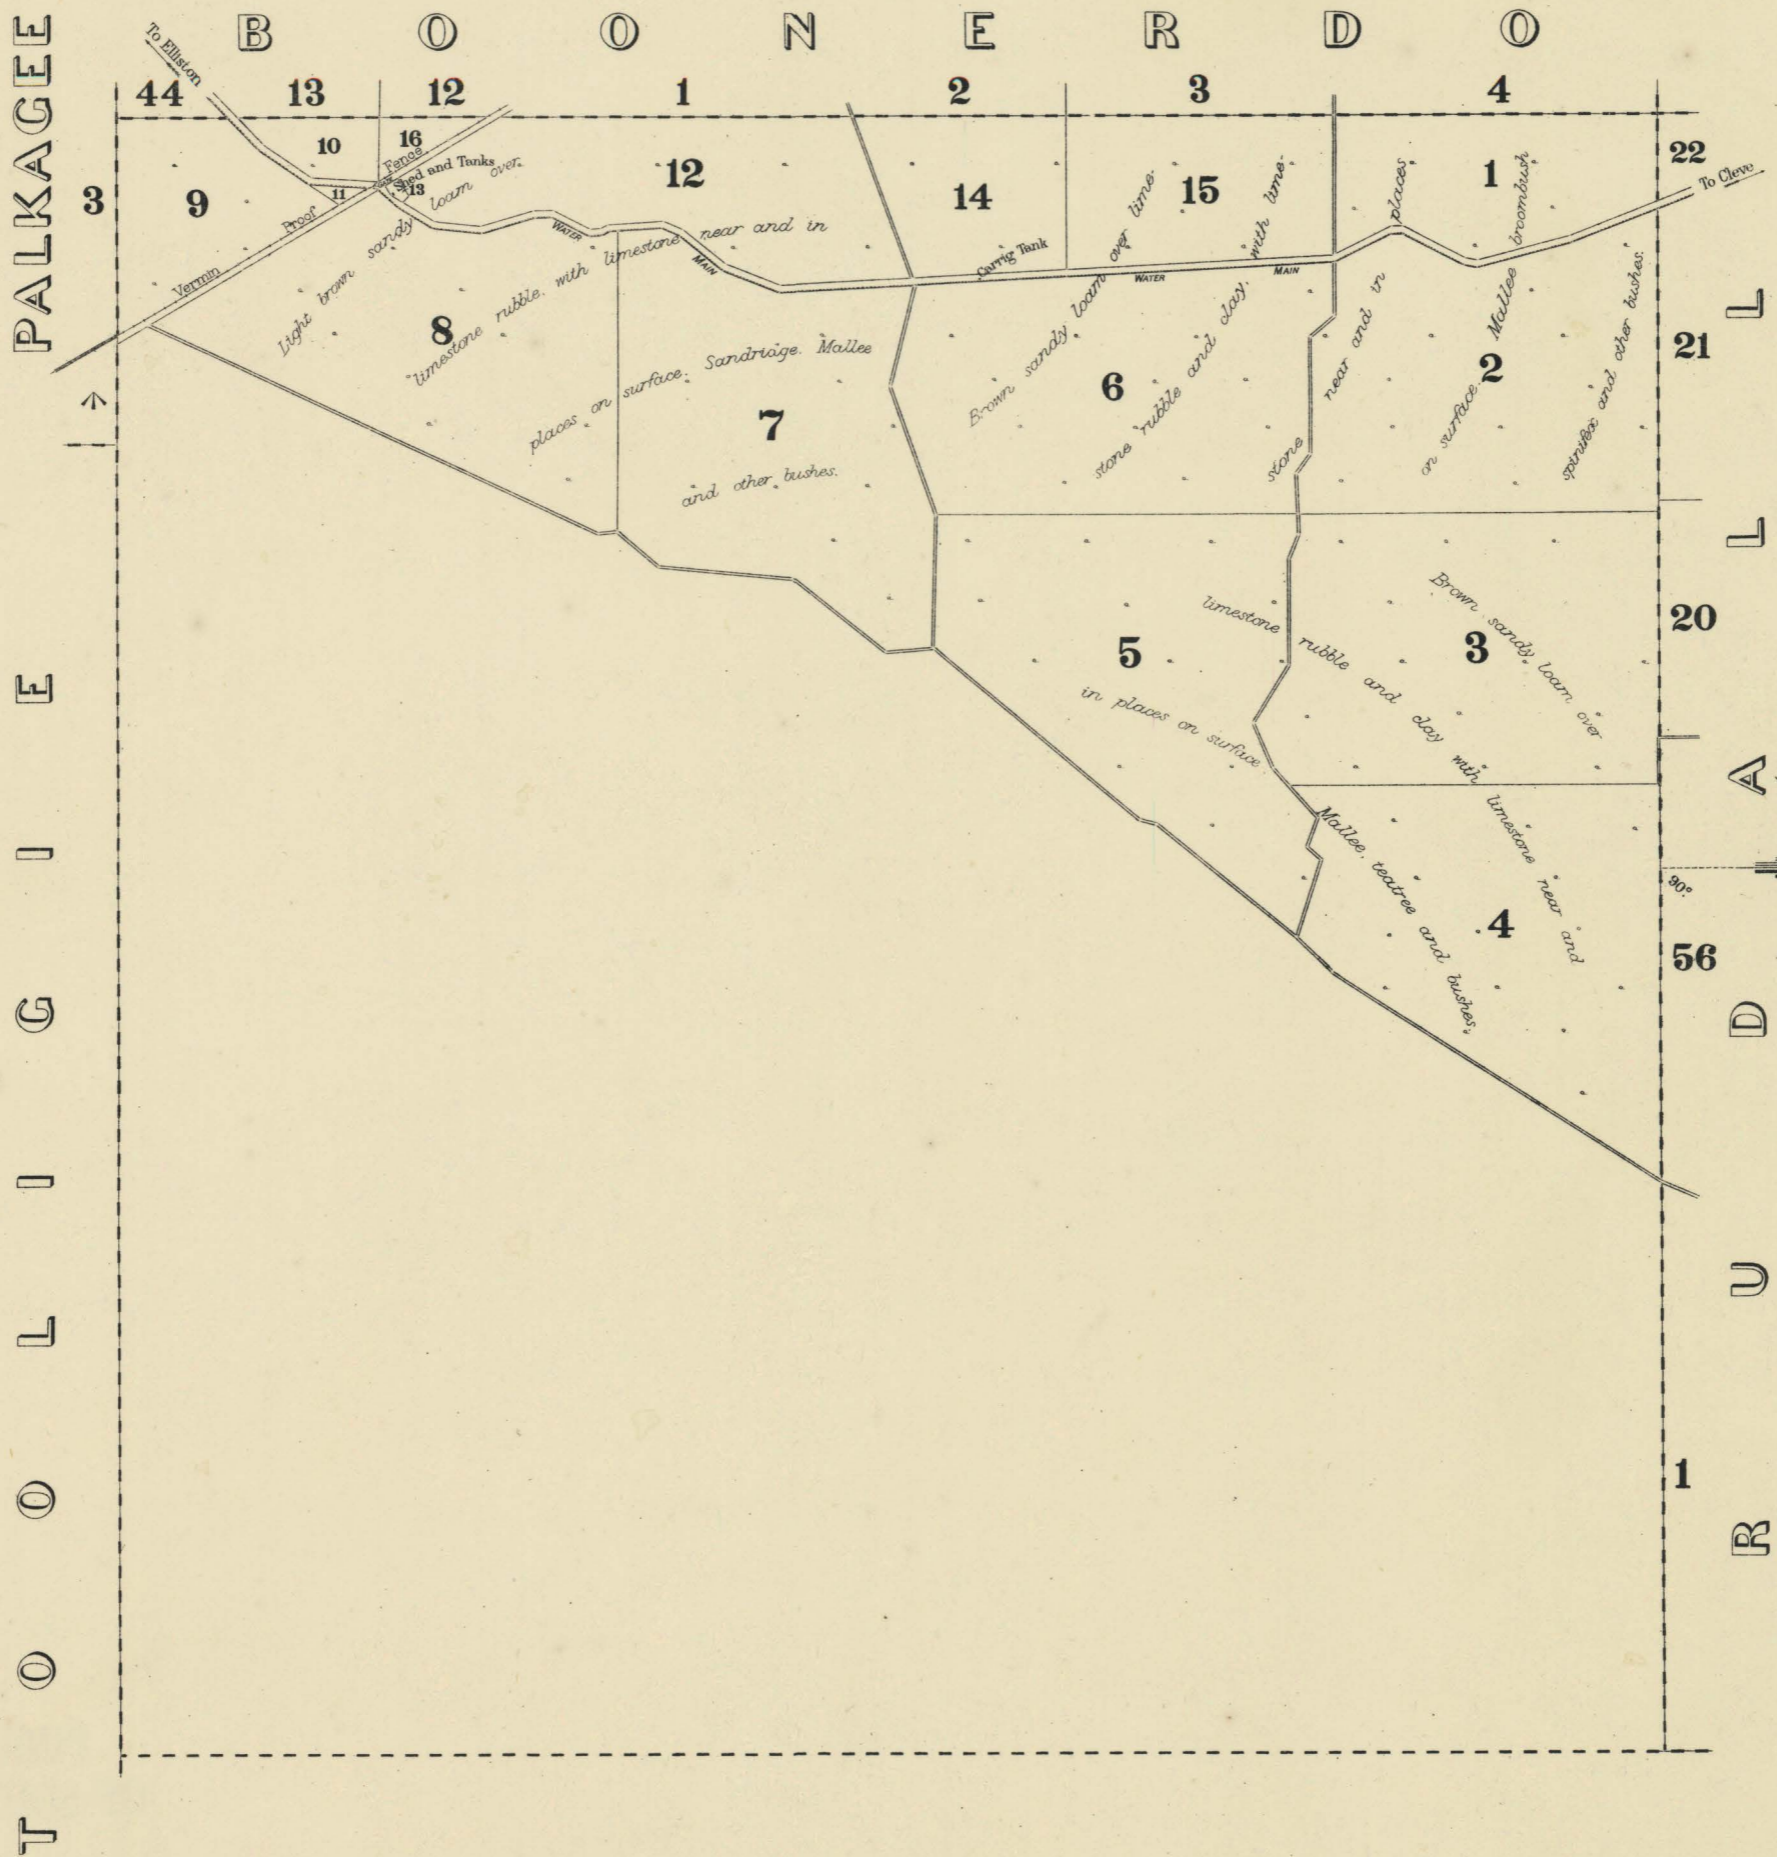 BOONERDO
PALKAGEE
To Elliston
44 13 12 1 2 3 4
3
9
10
16
11
13
12
14
15
1
22
Fence
Shed and Tanks
Proof
Vermin
To Cleve
WATER
MAIN
Carrig Tank
WATER
MAIN
Light brown sandy loam over
limestone rubble with limestone near and in
places on surface. Sandridge. Mallee
and other bushes.
8
7
Brown sandy loam over lime-
stone rubble and clay with lime-
stone near and in places
on surface. Mallee broombush
spinifex and other bushes.
6
2
21
5
3
20
Brown sandy loam over
limestone rubble and clay with limestone near and
in places on surface.
Mallee, teatree and bushes.
4
90°
56
1
TOOLIGIE
RUDALL